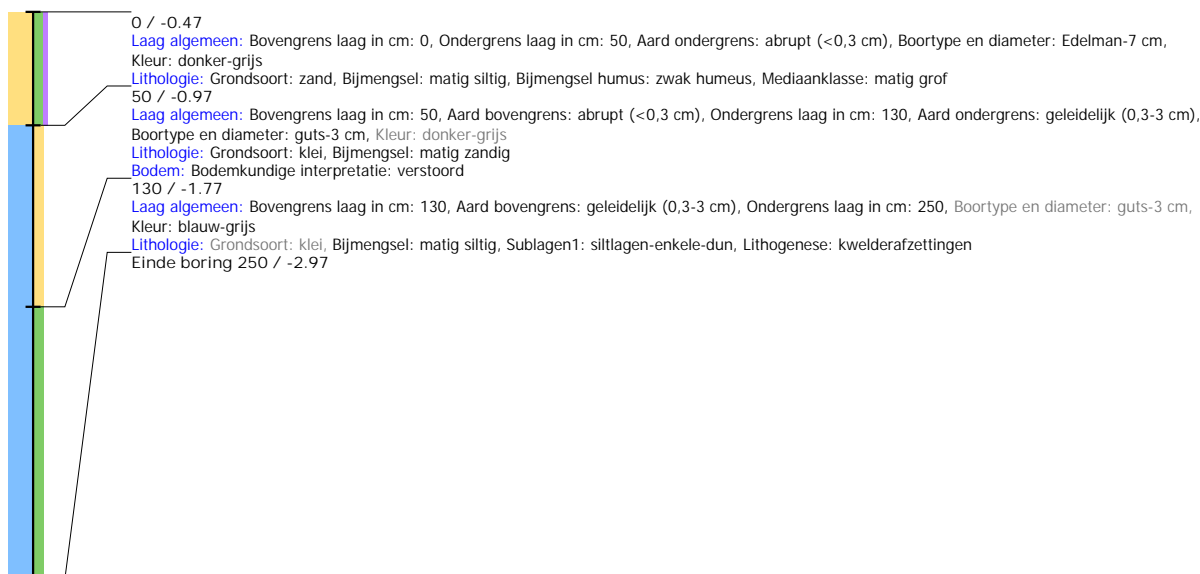 0 / -0.47
Laag algemeen: Bovengrens laag in cm: 0, Ondergrens laag in cm: 50, Aard ondergrens: abrupt (<0,3 cm), Boortype en diameter: Edelman-7 cm,
Kleur: donker-grijs
Lithologie: Grondsoort: zand, Bijmengsel: matig siltig, Bijmengsel humus: zwak humeus, Mediaanklasse: matig grof
50 / -0.97
Laag algemeen: Bovengrens laag in cm: 50, Aard bovengrens: abrupt (<0,3 cm), Ondergrens laag in cm: 130, Aard ondergrens: geleidelijk (0,3-3 cm),
Boortype en diameter: guts-3 cm, Kleur: donker-grijs
Lithologie: Grondsoort: klei, Bijmengsel: matig zandig
Bodem: Bodemkundige interpretatie: verstoord
130 / -1.77
Laag algemeen: Bovengrens laag in cm: 130, Aard bovengrens: geleidelijk (0,3-3 cm), Ondergrens laag in cm: 250, Boortype en diameter: guts-3 cm,
Kleur: blauw-grijs
Lithologie: Grondsoort: klei, Bijmengsel: matig siltig, Sublagen1: siltlagen-enkele-dun, Lithogenese: kwelderafzettingen
Einde boring 250 / -2.97